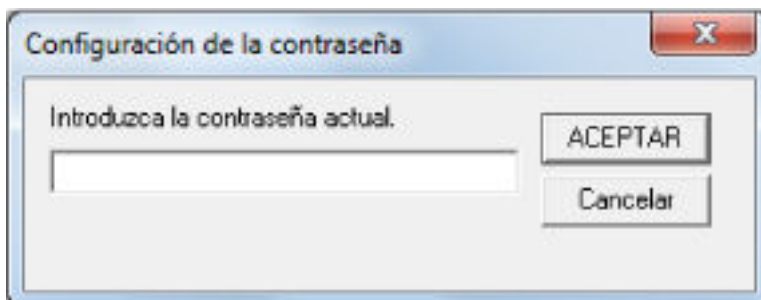 Configuración de la contraseña
Introduzca la contraseña actual.
ACEPTAR
Cancelar